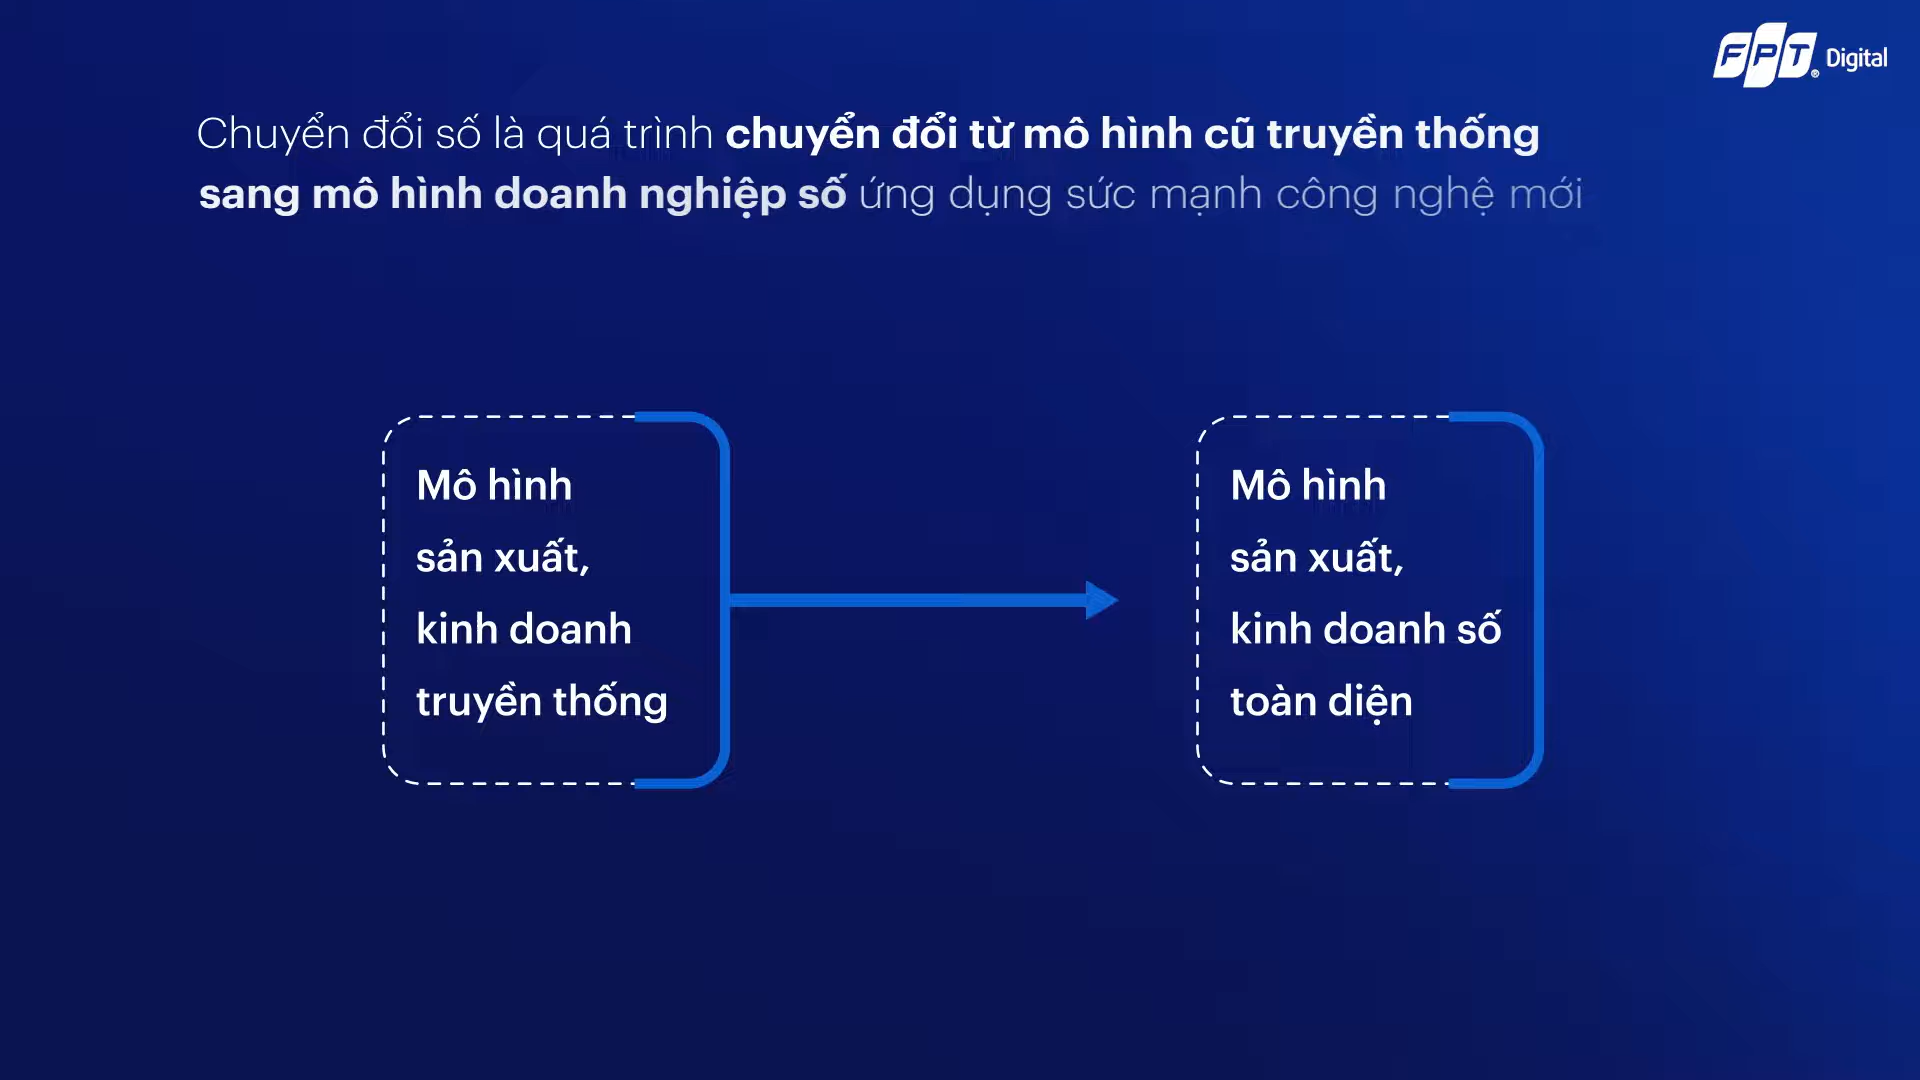 FPT® Digital
Chuyển đổi số là quá trình chuyển đổi từ mô hình cũ truyền thống
sang mô hình doanh nghiệp số ứng dụng sức mạnh công nghệ mới
Mô hình
sản xuất,
kinh doanh
truyền thống
Mô hình
sản xuất,
kinh doanh số
toàn diện